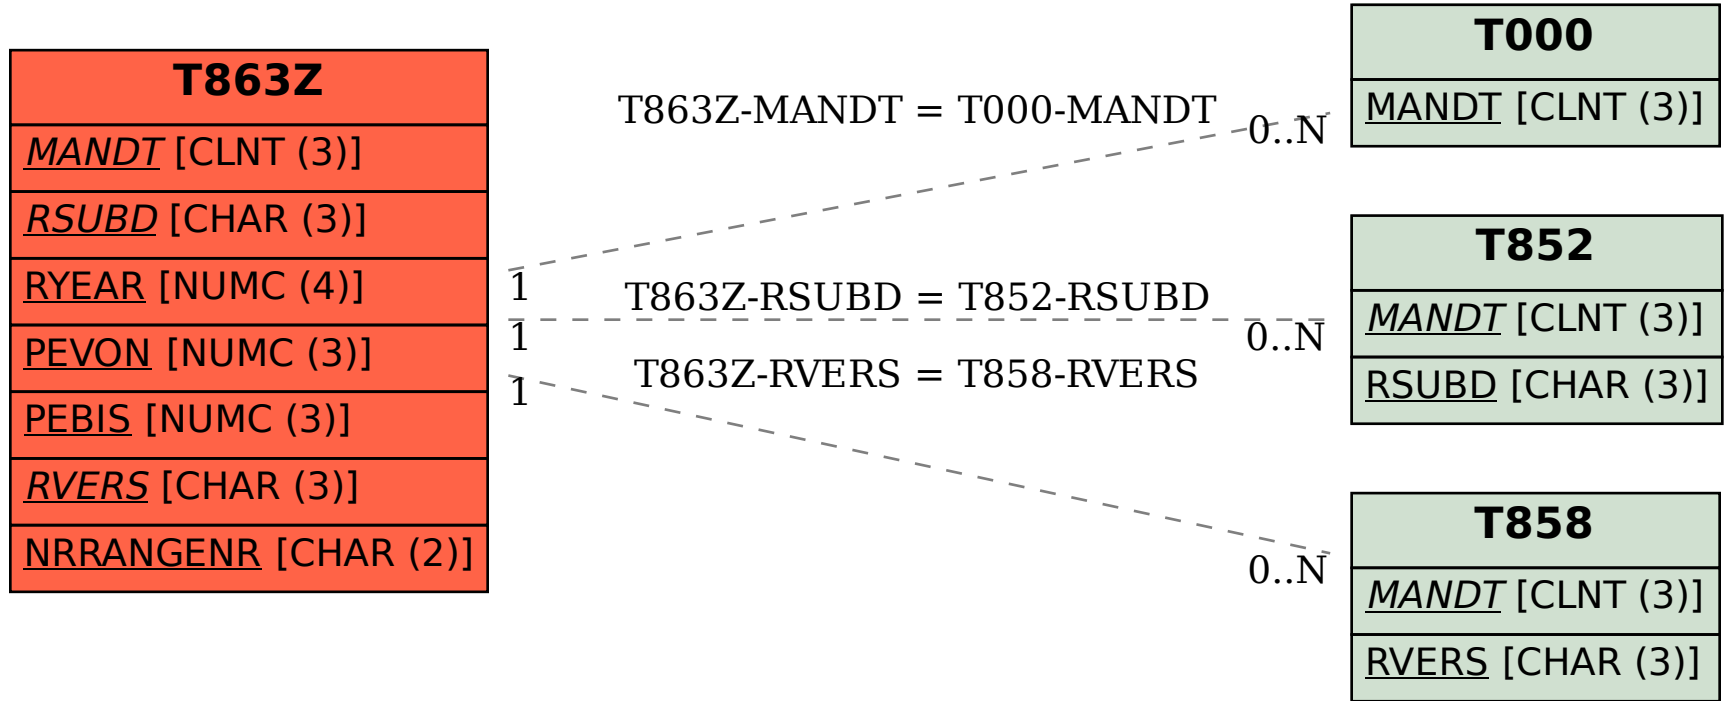 T863Z
MANDT [CLNT (3)]
RSUBD [CHAR (3)]
RYEAR [NUMC (4)]
PEVON [NUMC (3)]
PEBIS [NUMC (3)]
RVERS [CHAR (3)]
NRRANGENR [CHAR (2)]
T863Z-MANDT = T000-MANDT
0..N
1
T863Z-RSUBD = T852-RSUBD
0..N
1
T863Z-RVERS = T858-RVERS
0..N
1
T000
MANDT [CLNT (3)]
T852
MANDT [CLNT (3)]
RSUBD [CHAR (3)]
T858
MANDT [CLNT (3)]
RVERS [CHAR (3)]